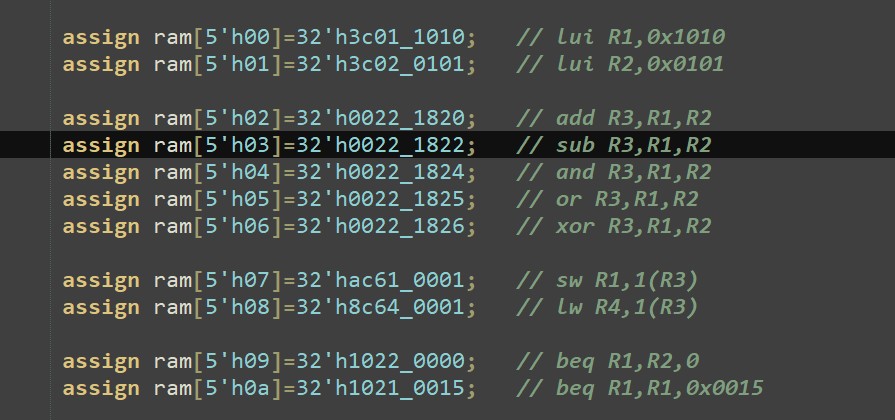 assign ram[5'h00]=32'h3c01_1010;   // lui R1,0x1010
assign ram[5'h01]=32'h3c02_0101;   // lui R2,0x0101
assign ram[5'h02]=32'h0022_1820;   // add R3,R1,R2
assign ram[5'h03]=32'h0022_1822;   // sub R3,R1,R2
assign ram[5'h04]=32'h0022_1824;   // and R3,R1,R2
assign ram[5'h05]=32'h0022_1825;   // or R3,R1,R2
assign ram[5'h06]=32'h0022_1826;   // xor R3,R1,R2
assign ram[5'h07]=32'hac61_0001;   // sw R1,1(R3)
assign ram[5'h08]=32'h8c64_0001;   // lw R4,1(R3)
assign ram[5'h09]=32'h1022_0000;   // beq R1,R2,0
assign ram[5'h0a]=32'h1021_0015;   // beq R1,R1,0x0015